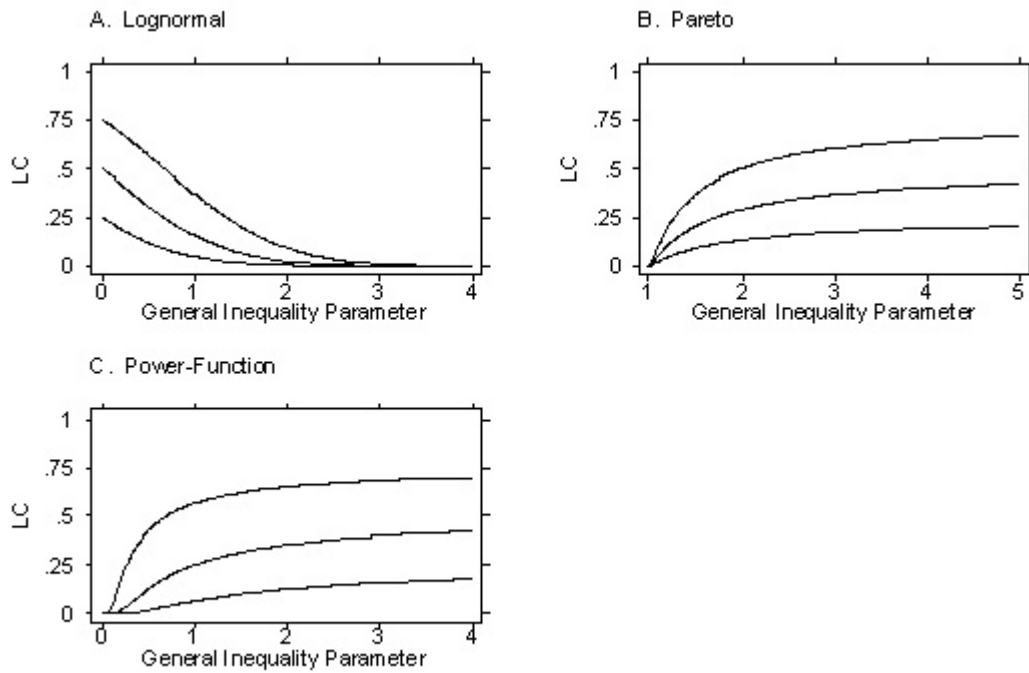 A. Lognormal
1
.75
.5
.25
0
LC
0 1 2 3 4
General Inequality Parameter
B. Pareto
1
.75
.5
.25
0
LC
1 2 3 4 5
General Inequality Parameter
C. Power-Function
1
.75
.5
.25
0
LC
0 1 2 3 4
General Inequality Parameter